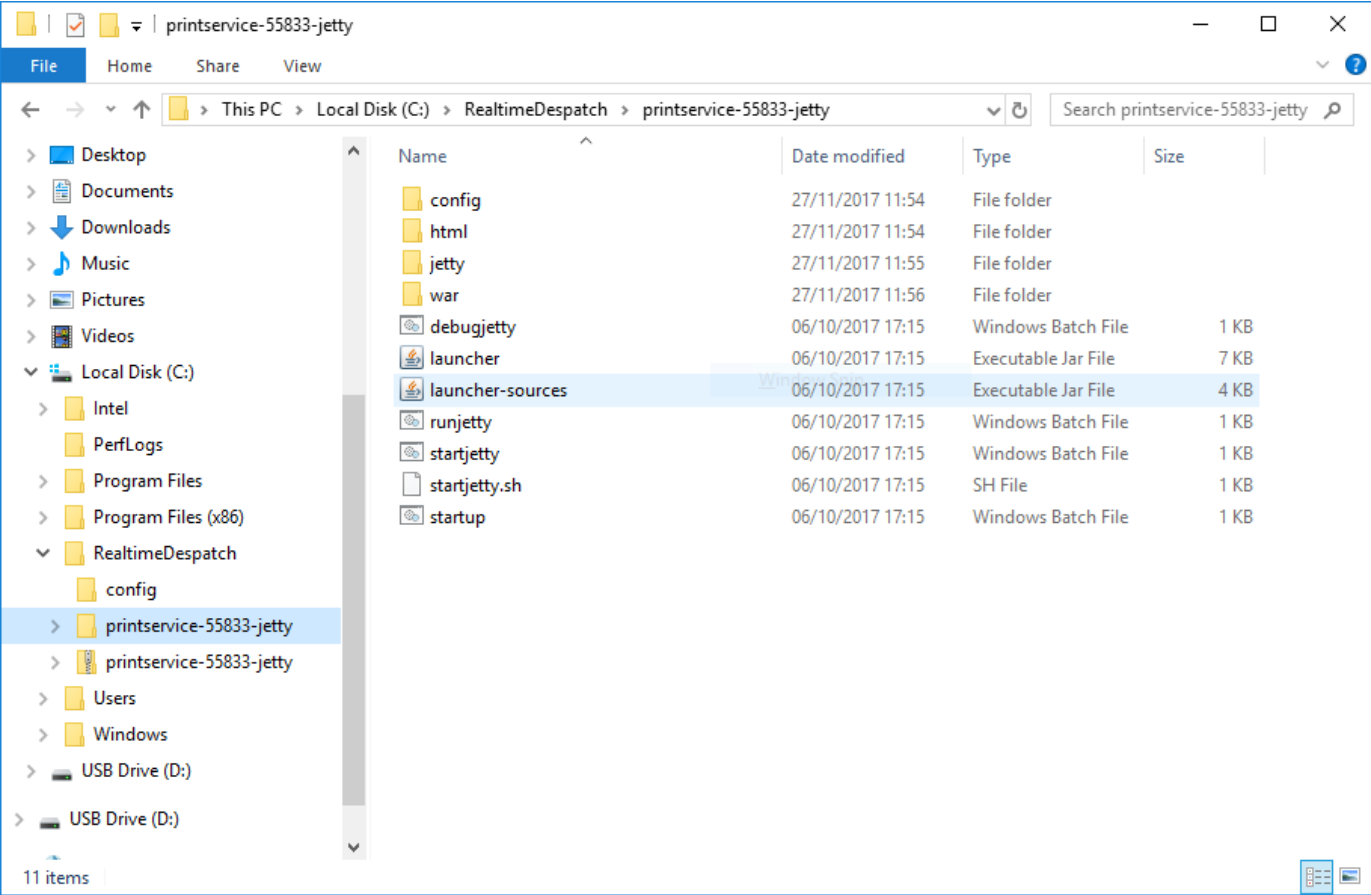 printservice-55833-jetty
File Home Share View
This PC > Local Disk (C:) > RealtimeDespatch > printservice-55833-jetty
Search printservice-55833-jetty
Desktop
Documents
Downloads
Music
Pictures
Videos
Local Disk (C:)
Intel
PerfLogs
Program Files
Program Files (x86)
RealtimeDespatch
config
printservice-55833-jetty
printservice-55833-jetty
Users
Windows
USB Drive (D:)
USB Drive (D:)
Name Date modified Type Size
config 27/11/2017 11:54 File folder
html 27/11/2017 11:54 File folder
jetty 27/11/2017 11:55 File folder
war 27/11/2017 11:56 File folder
debugjetty 06/10/2017 17:15 Windows Batch File 1 KB
launcher 06/10/2017 17:15 Executable Jar File 7 KB
launcher-sources 06/10/2017 17:15 Executable Jar File 4 KB
runjetty 06/10/2017 17:15 Windows Batch File 1 KB
startjetty 06/10/2017 17:15 Windows Batch File 1 KB
startjetty.sh 06/10/2017 17:15 SH File 1 KB
startup 06/10/2017 17:15 Windows Batch File 1 KB
11 items